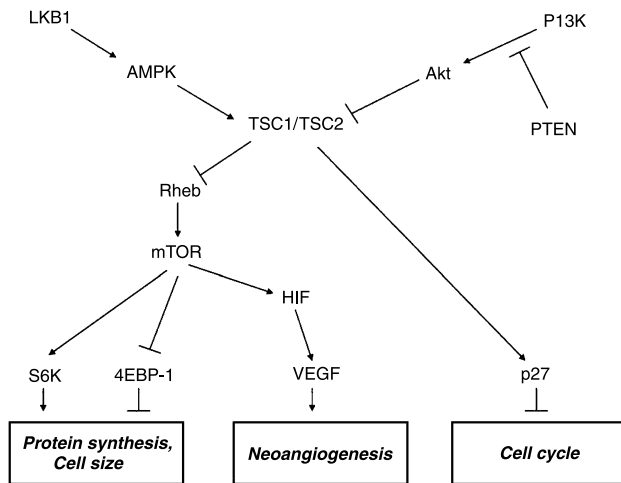 LKB1
P13K
AMPK
Akt
TSC1/TSC2
PTEN
Rheb
mTOR
HIF
S6K
4EBP-1
VEGF
p27
Protein synthesis,
Cell size
Neoangiogenesis
Cell cycle